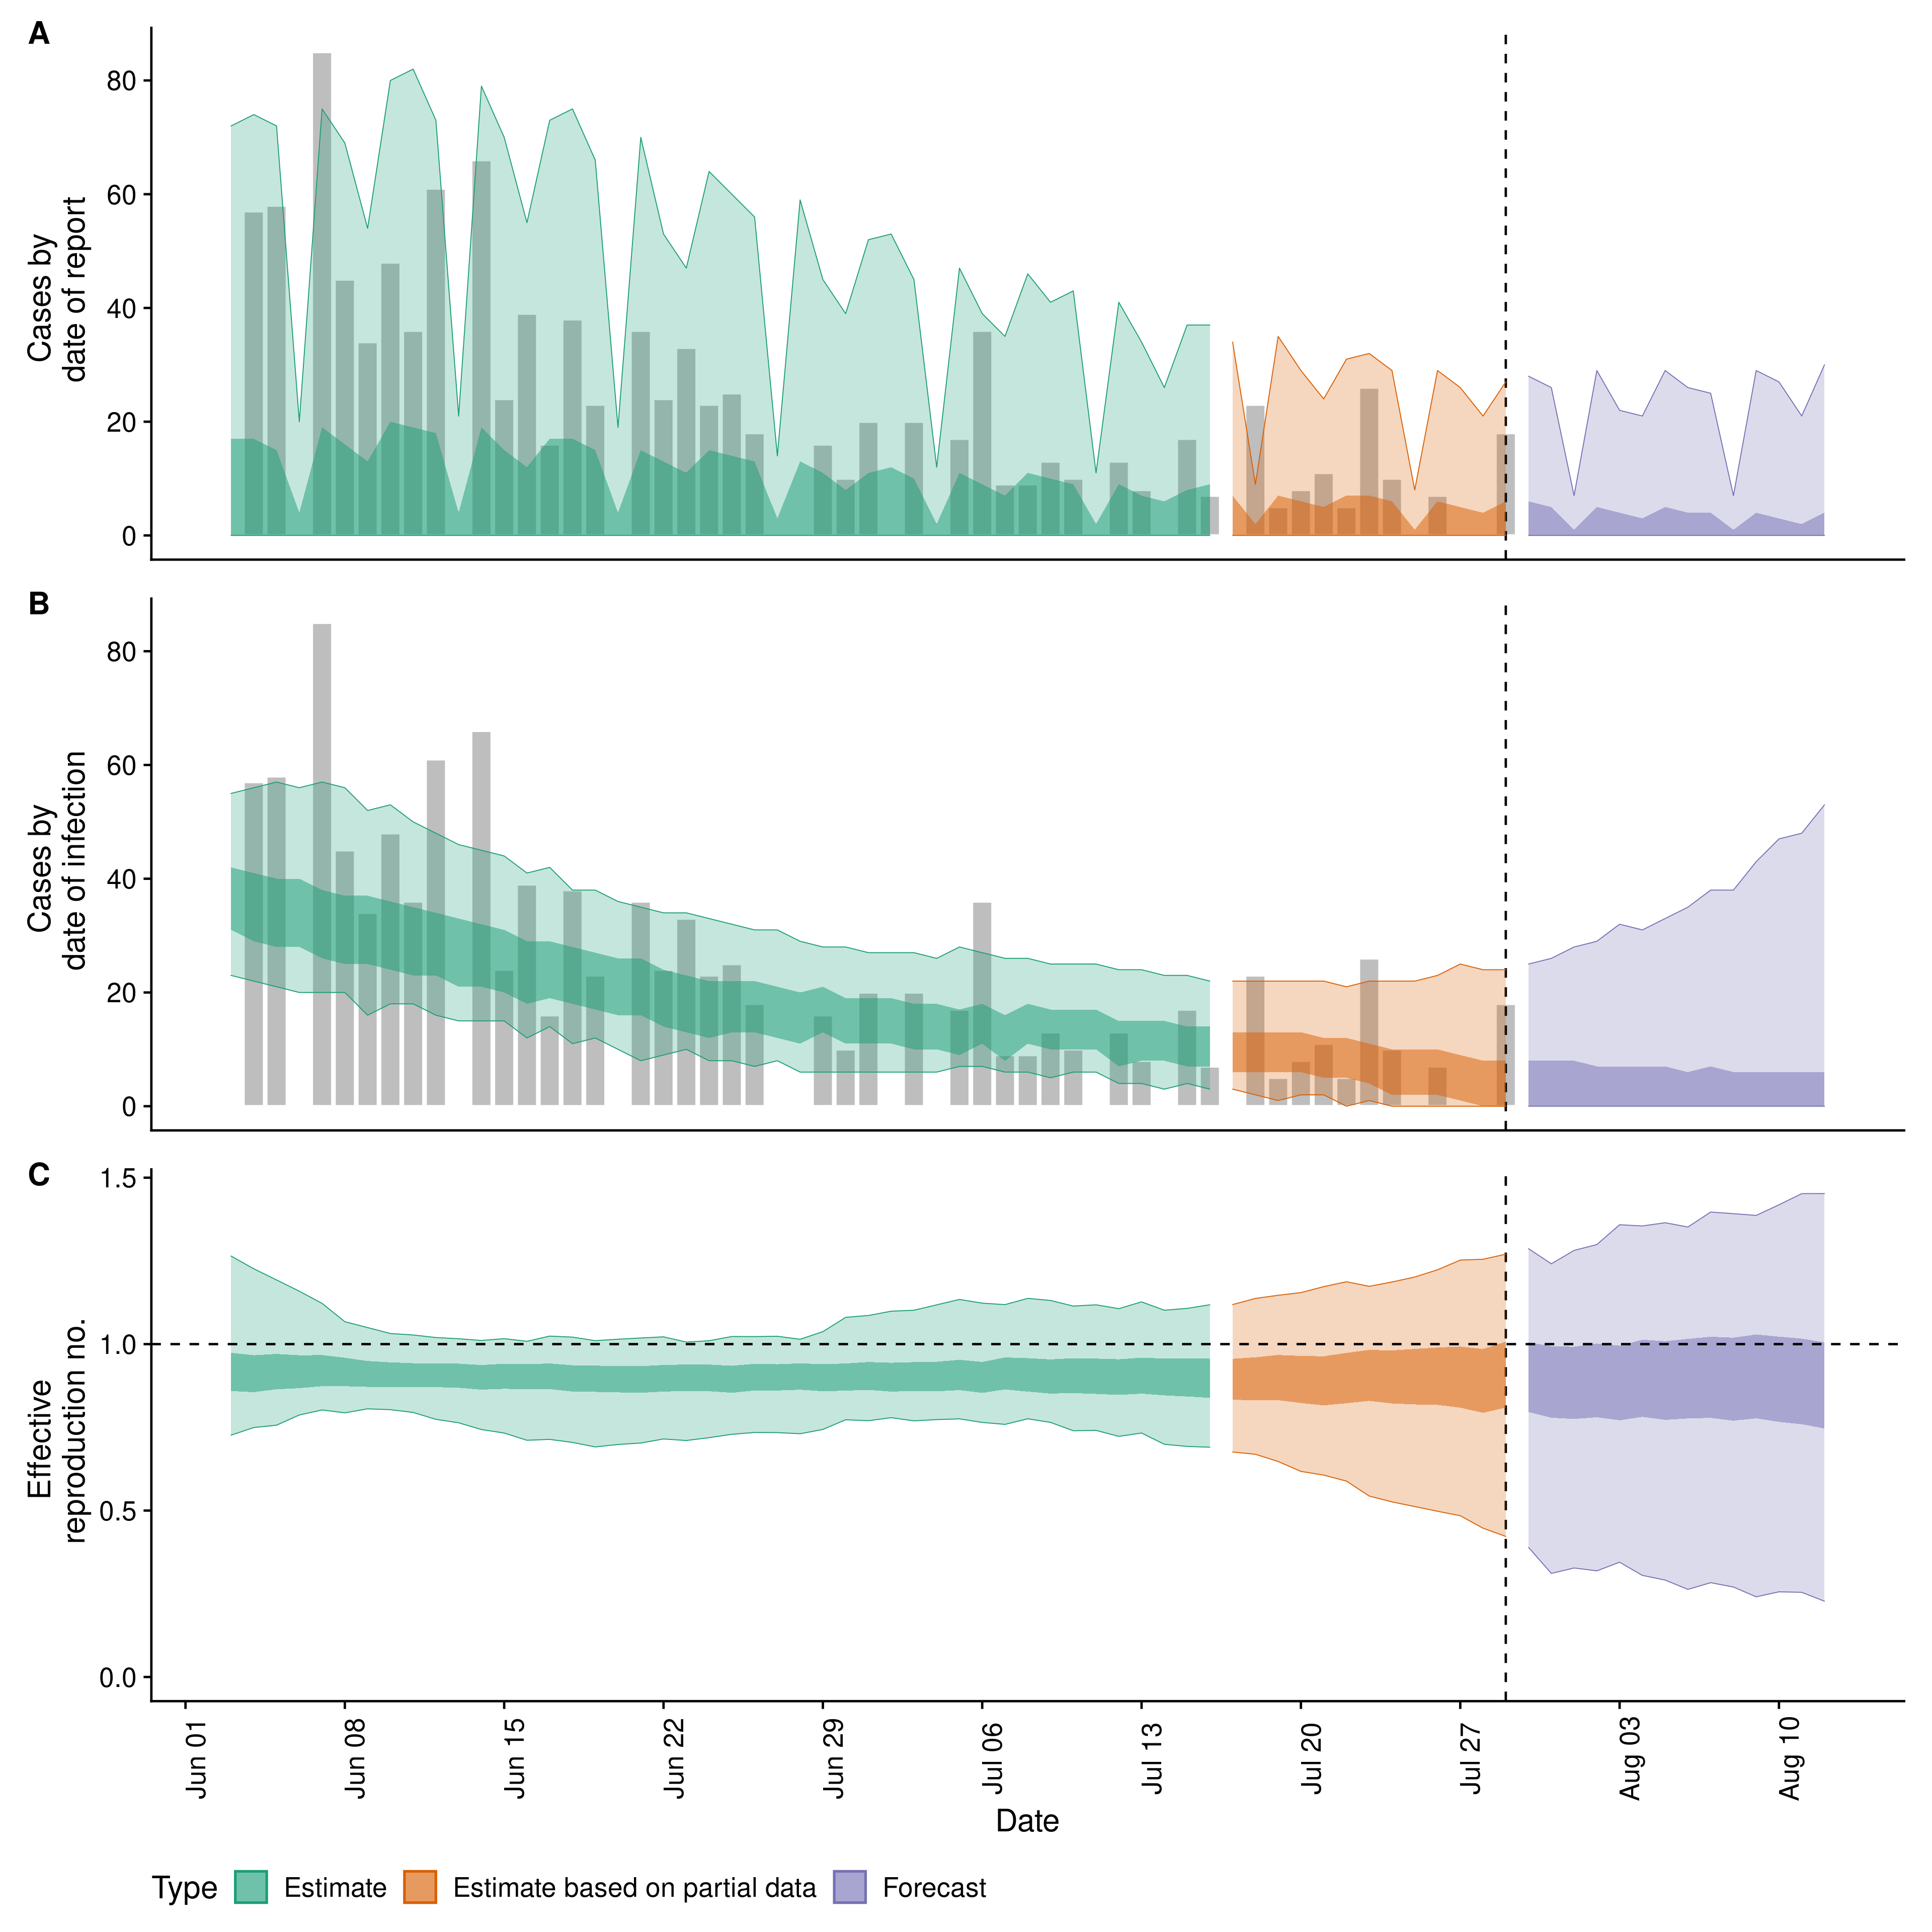 A
80
60
40
20
0
Cases by
date of report
B
80
60
40
20
0
Cases by
date of infection
C
1.5
1.0
0.5
0.0
Effective
reproduction no.
Jun 01
Jun 08
Jun 15
Jun 22
Jun 29
Jul 06
Jul 13
Jul 20
Jul 27
Aug 03
Aug 10
Date
Type Estimate Estimate based on partial data Forecast